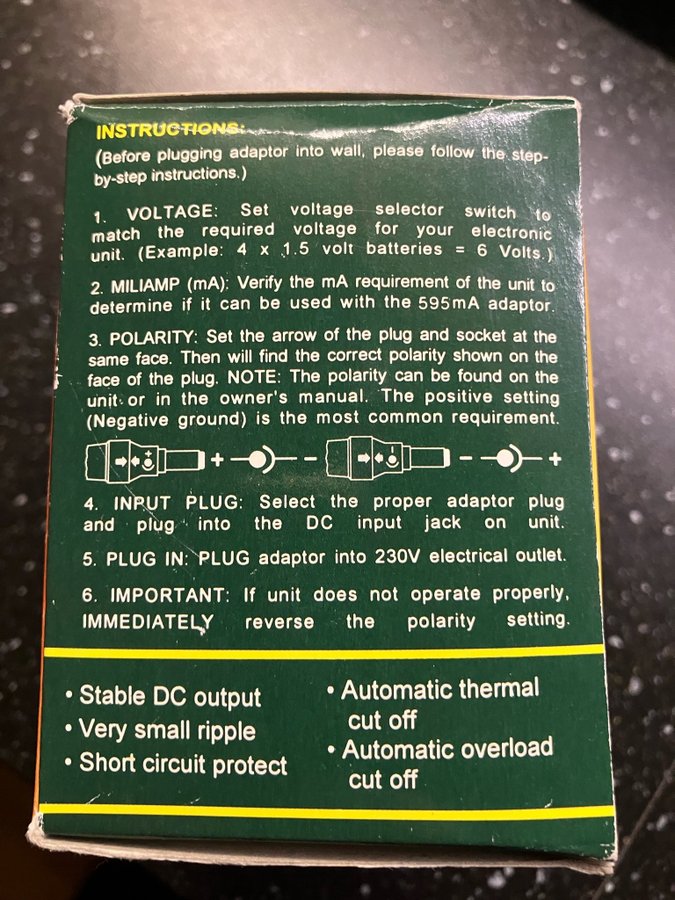 INSTRUCTIONS:
(Before plugging adaptor into wall, please follow the step-
by-step instructions.)
1. VOLTAGE: Set voltage selector switch to
match the required voltage for your electronic
unit. (Example: 4 x 1.5 volt batteries = 6 Volts.)
2. MILIAMP (mA): Verify the mA requirement of the unit to
determine if it can be used with the 595mA adaptor.
3. POLARITY: Set the arrow of the plug and socket at the
same face. Then will find the correct polarity shown on the
face of the plug. NOTE: The polarity can be found on the
unit or in the owner's manual. The positive setting
(Negative ground) is the most common requirement.
+ − − +
4. INPUT PLUG: Select the proper adaptor plug
and plug into the DC input jack on unit.
5. PLUG IN: PLUG adaptor into 230V electrical outlet.
6. IMPORTANT: If unit does not operate properly,
IMMEDIATELY reverse the polarity setting.
• Stable DC output
• Very small ripple
• Short circuit protect
• Automatic thermal
cut off
• Automatic overload
cut off